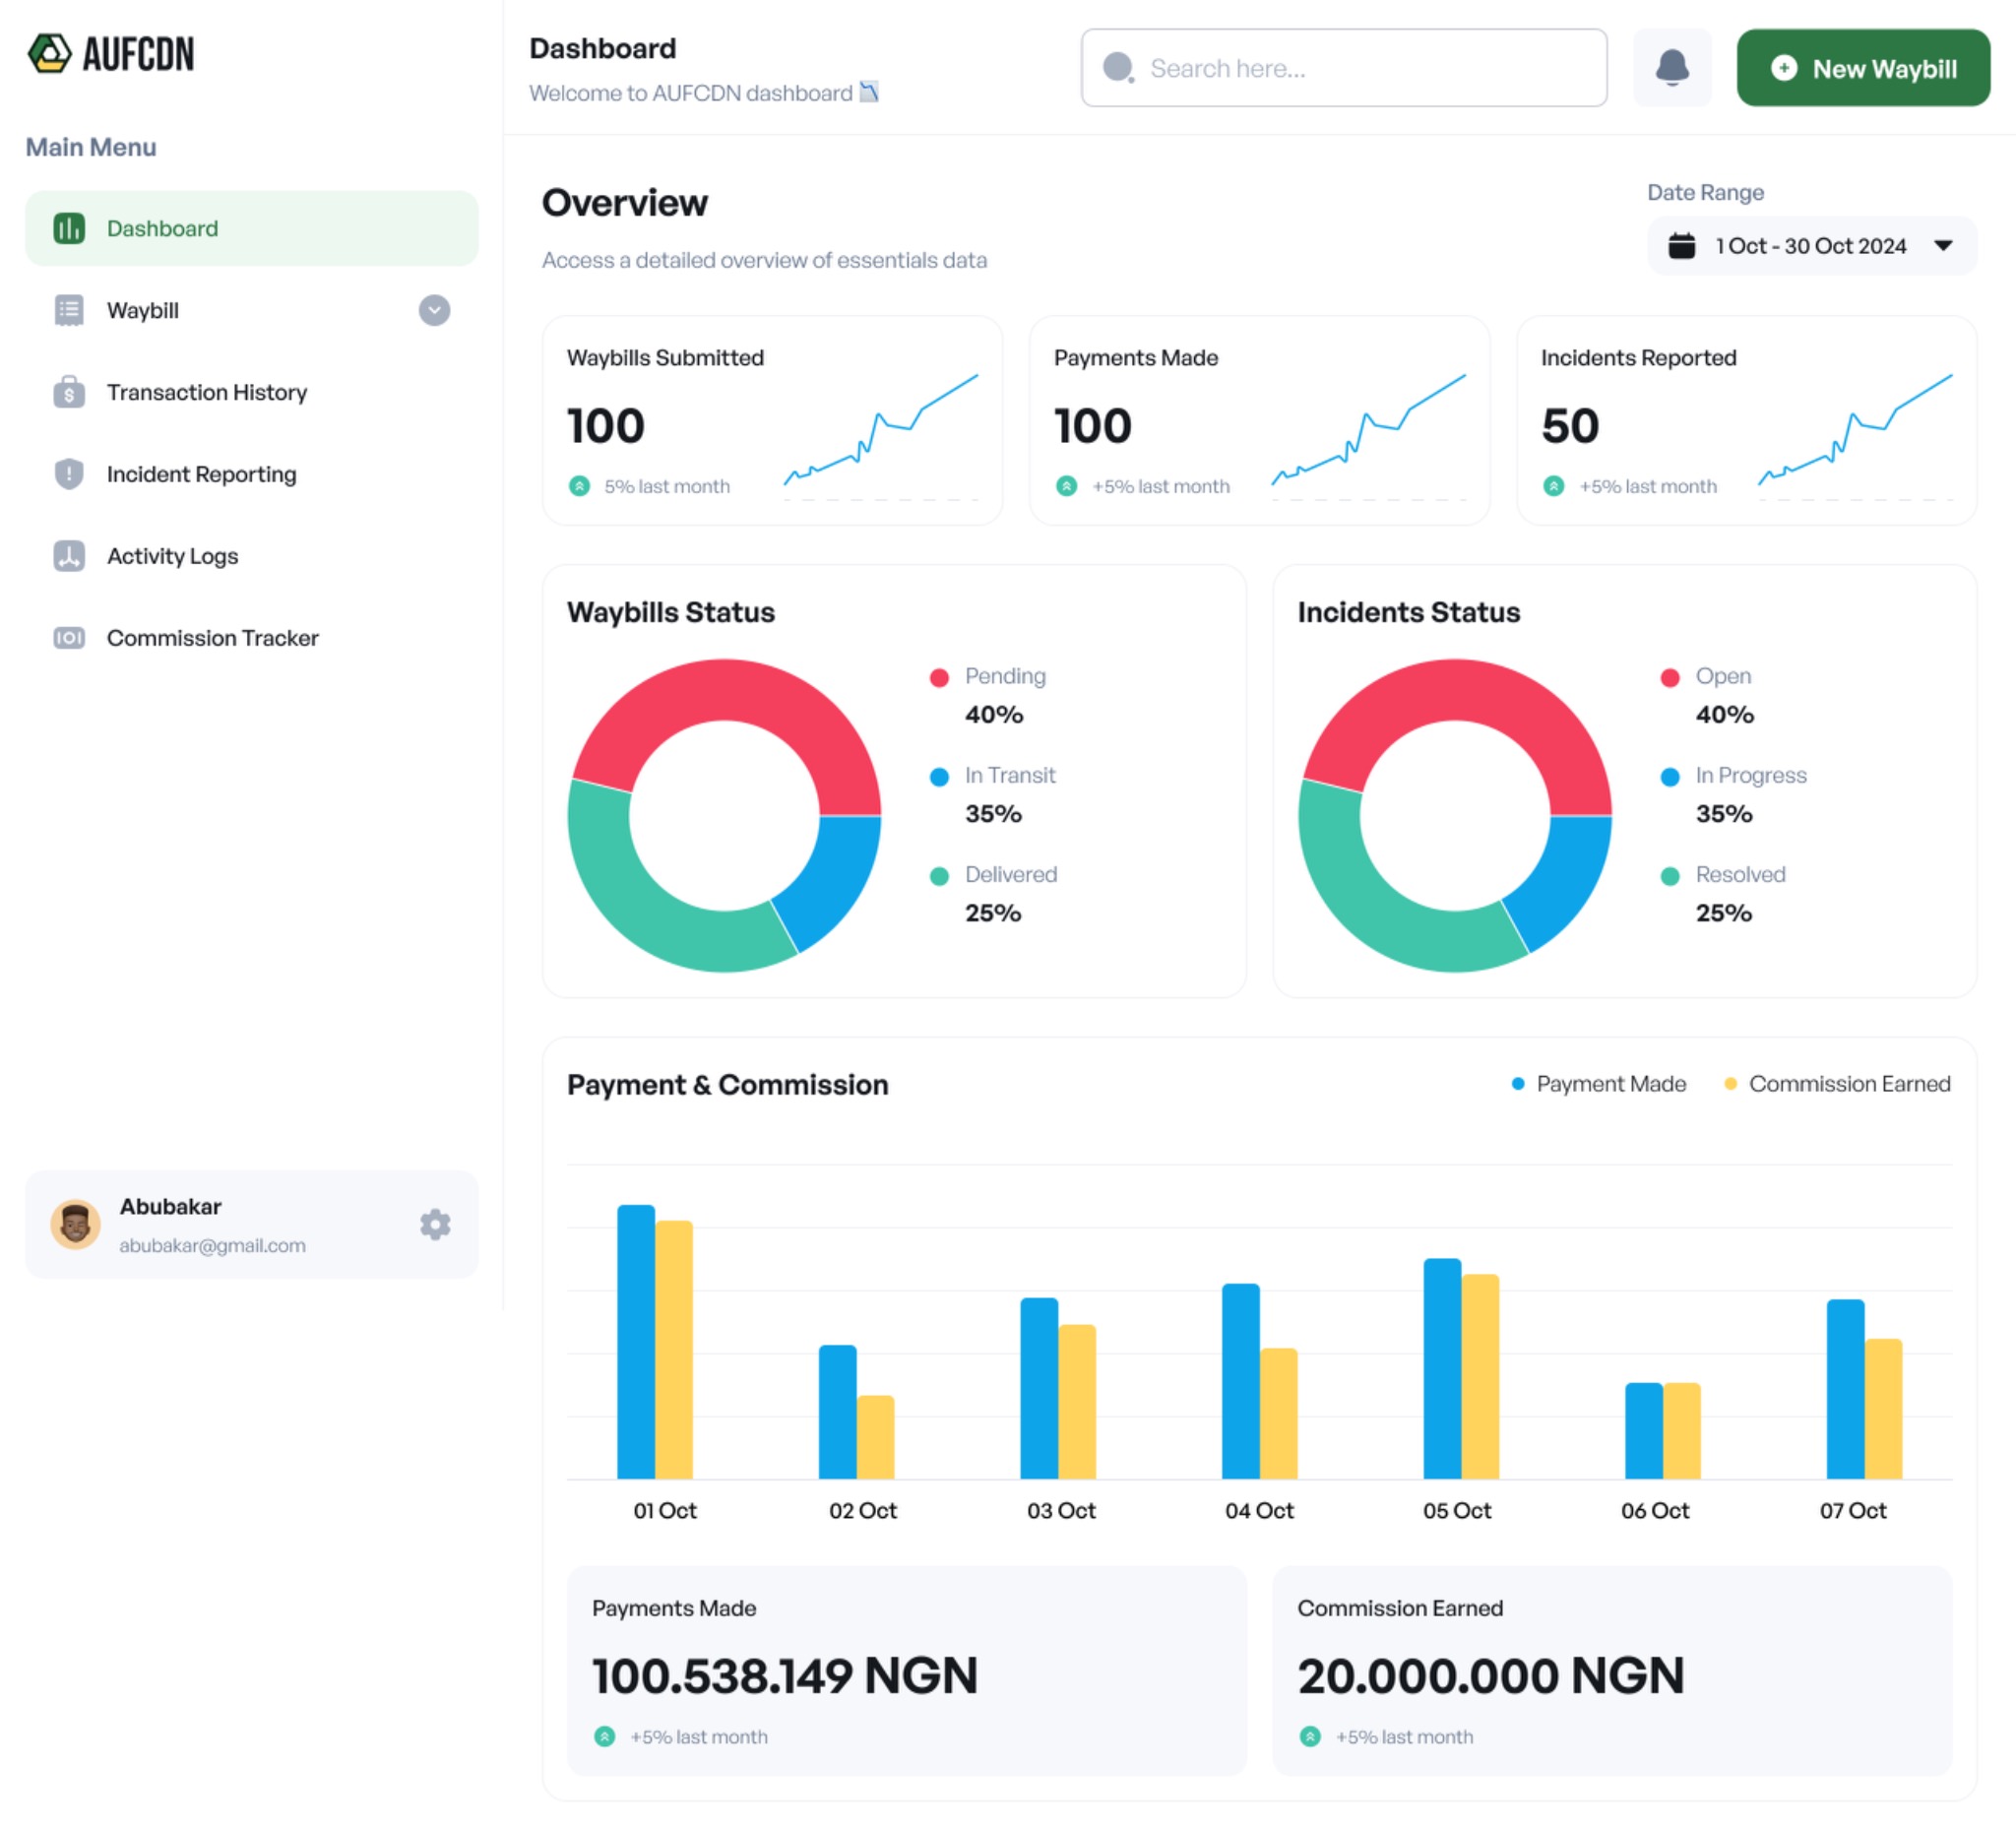 AUFCDN
Main Menu
Dashboard
Waybill
Transaction History
Incident Reporting
Activity Logs
Commission Tracker
Abubakar
abubakar@gmail.com
Dashboard
Welcome to AUFCDN dashboard
Search here...
New Waybill
Overview
Access a detailed overview of essentials data
Date Range
1 Oct - 30 Oct 2024
Waybills Submitted
100
5% last month
Payments Made
100
+5% last month
Incidents Reported
50
+5% last month
Waybills Status
Pending
40%
In Transit
35%
Delivered
25%
Incidents Status
Open
40%
In Progress
35%
Resolved
25%
Payment & Commission
Payment Made
Commission Earned
01 Oct 02 Oct 03 Oct 04 Oct 05 Oct 06 Oct 07 Oct
Payments Made
100.538.149 NGN
+5% last month
Commission Earned
20.000.000 NGN
+5% last month